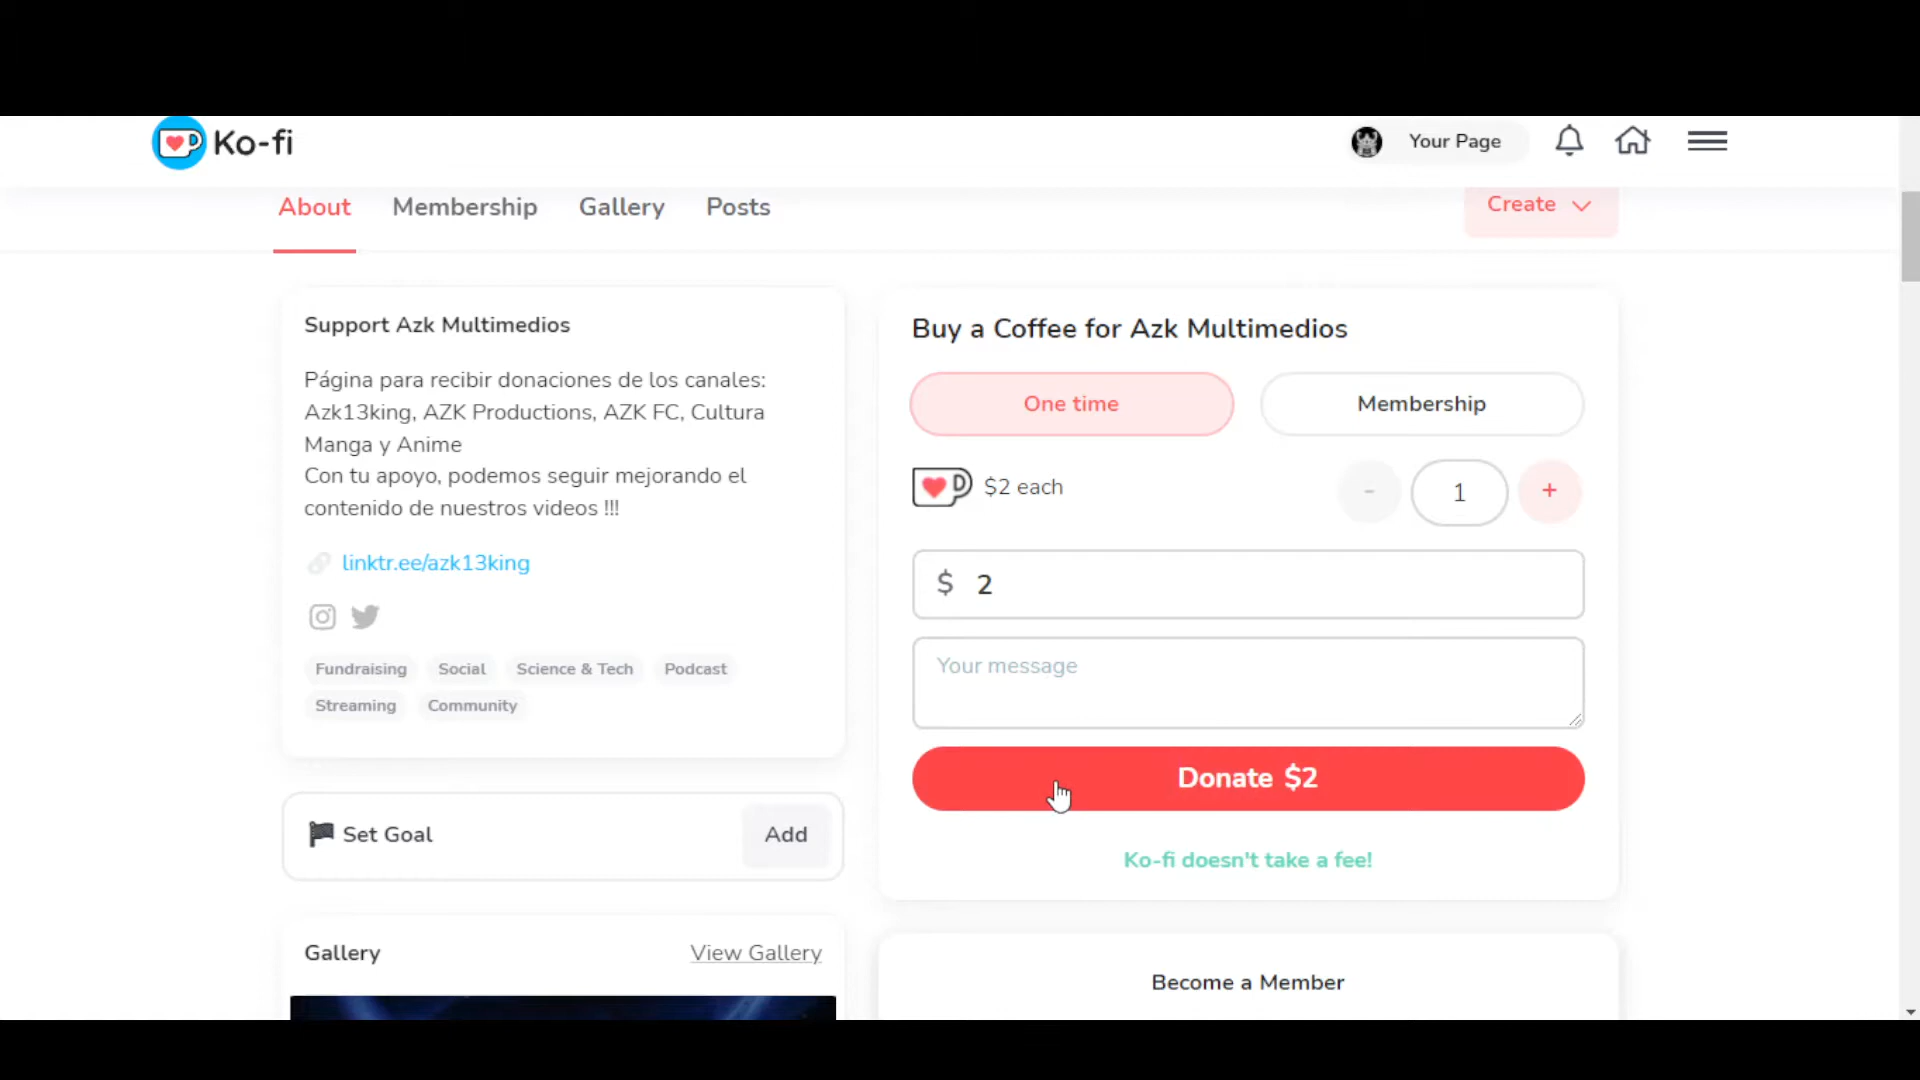 Ko-fi
Your Page
About
Membership
Gallery
Posts
Create
Support Azk Multimedios
Página para recibir donaciones de los canales:
Azk13king, AZK Productions, AZK FC, Cultura
Manga y Anime
Con tu apoyo, podemos seguir mejorando el
contenido de nuestros videos !!!
linktr.ee/azk13king
Fundraising
Social
Science & Tech
Podcast
Streaming
Community
Set Goal
Add
Gallery
View Gallery
Buy a Coffee for Azk Multimedios
One time
Membership
$2 each
-
1
+
$ 2
Your message
Donate $2
Ko-fi doesn't take a fee!
Become a Member